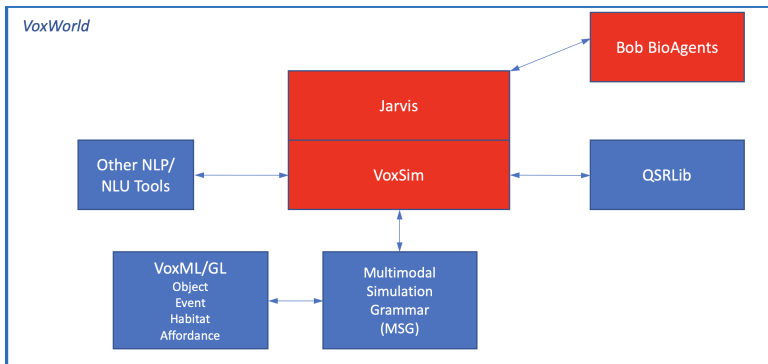 VoxWorld
Bob BioAgents
Jarvis
Other NLP/
NLU Tools
VoxSim
QSRLib
VoxML/GL
Object
Event
Habitat
Affordance
Multimodal
Simulation
Grammar
(MSG)